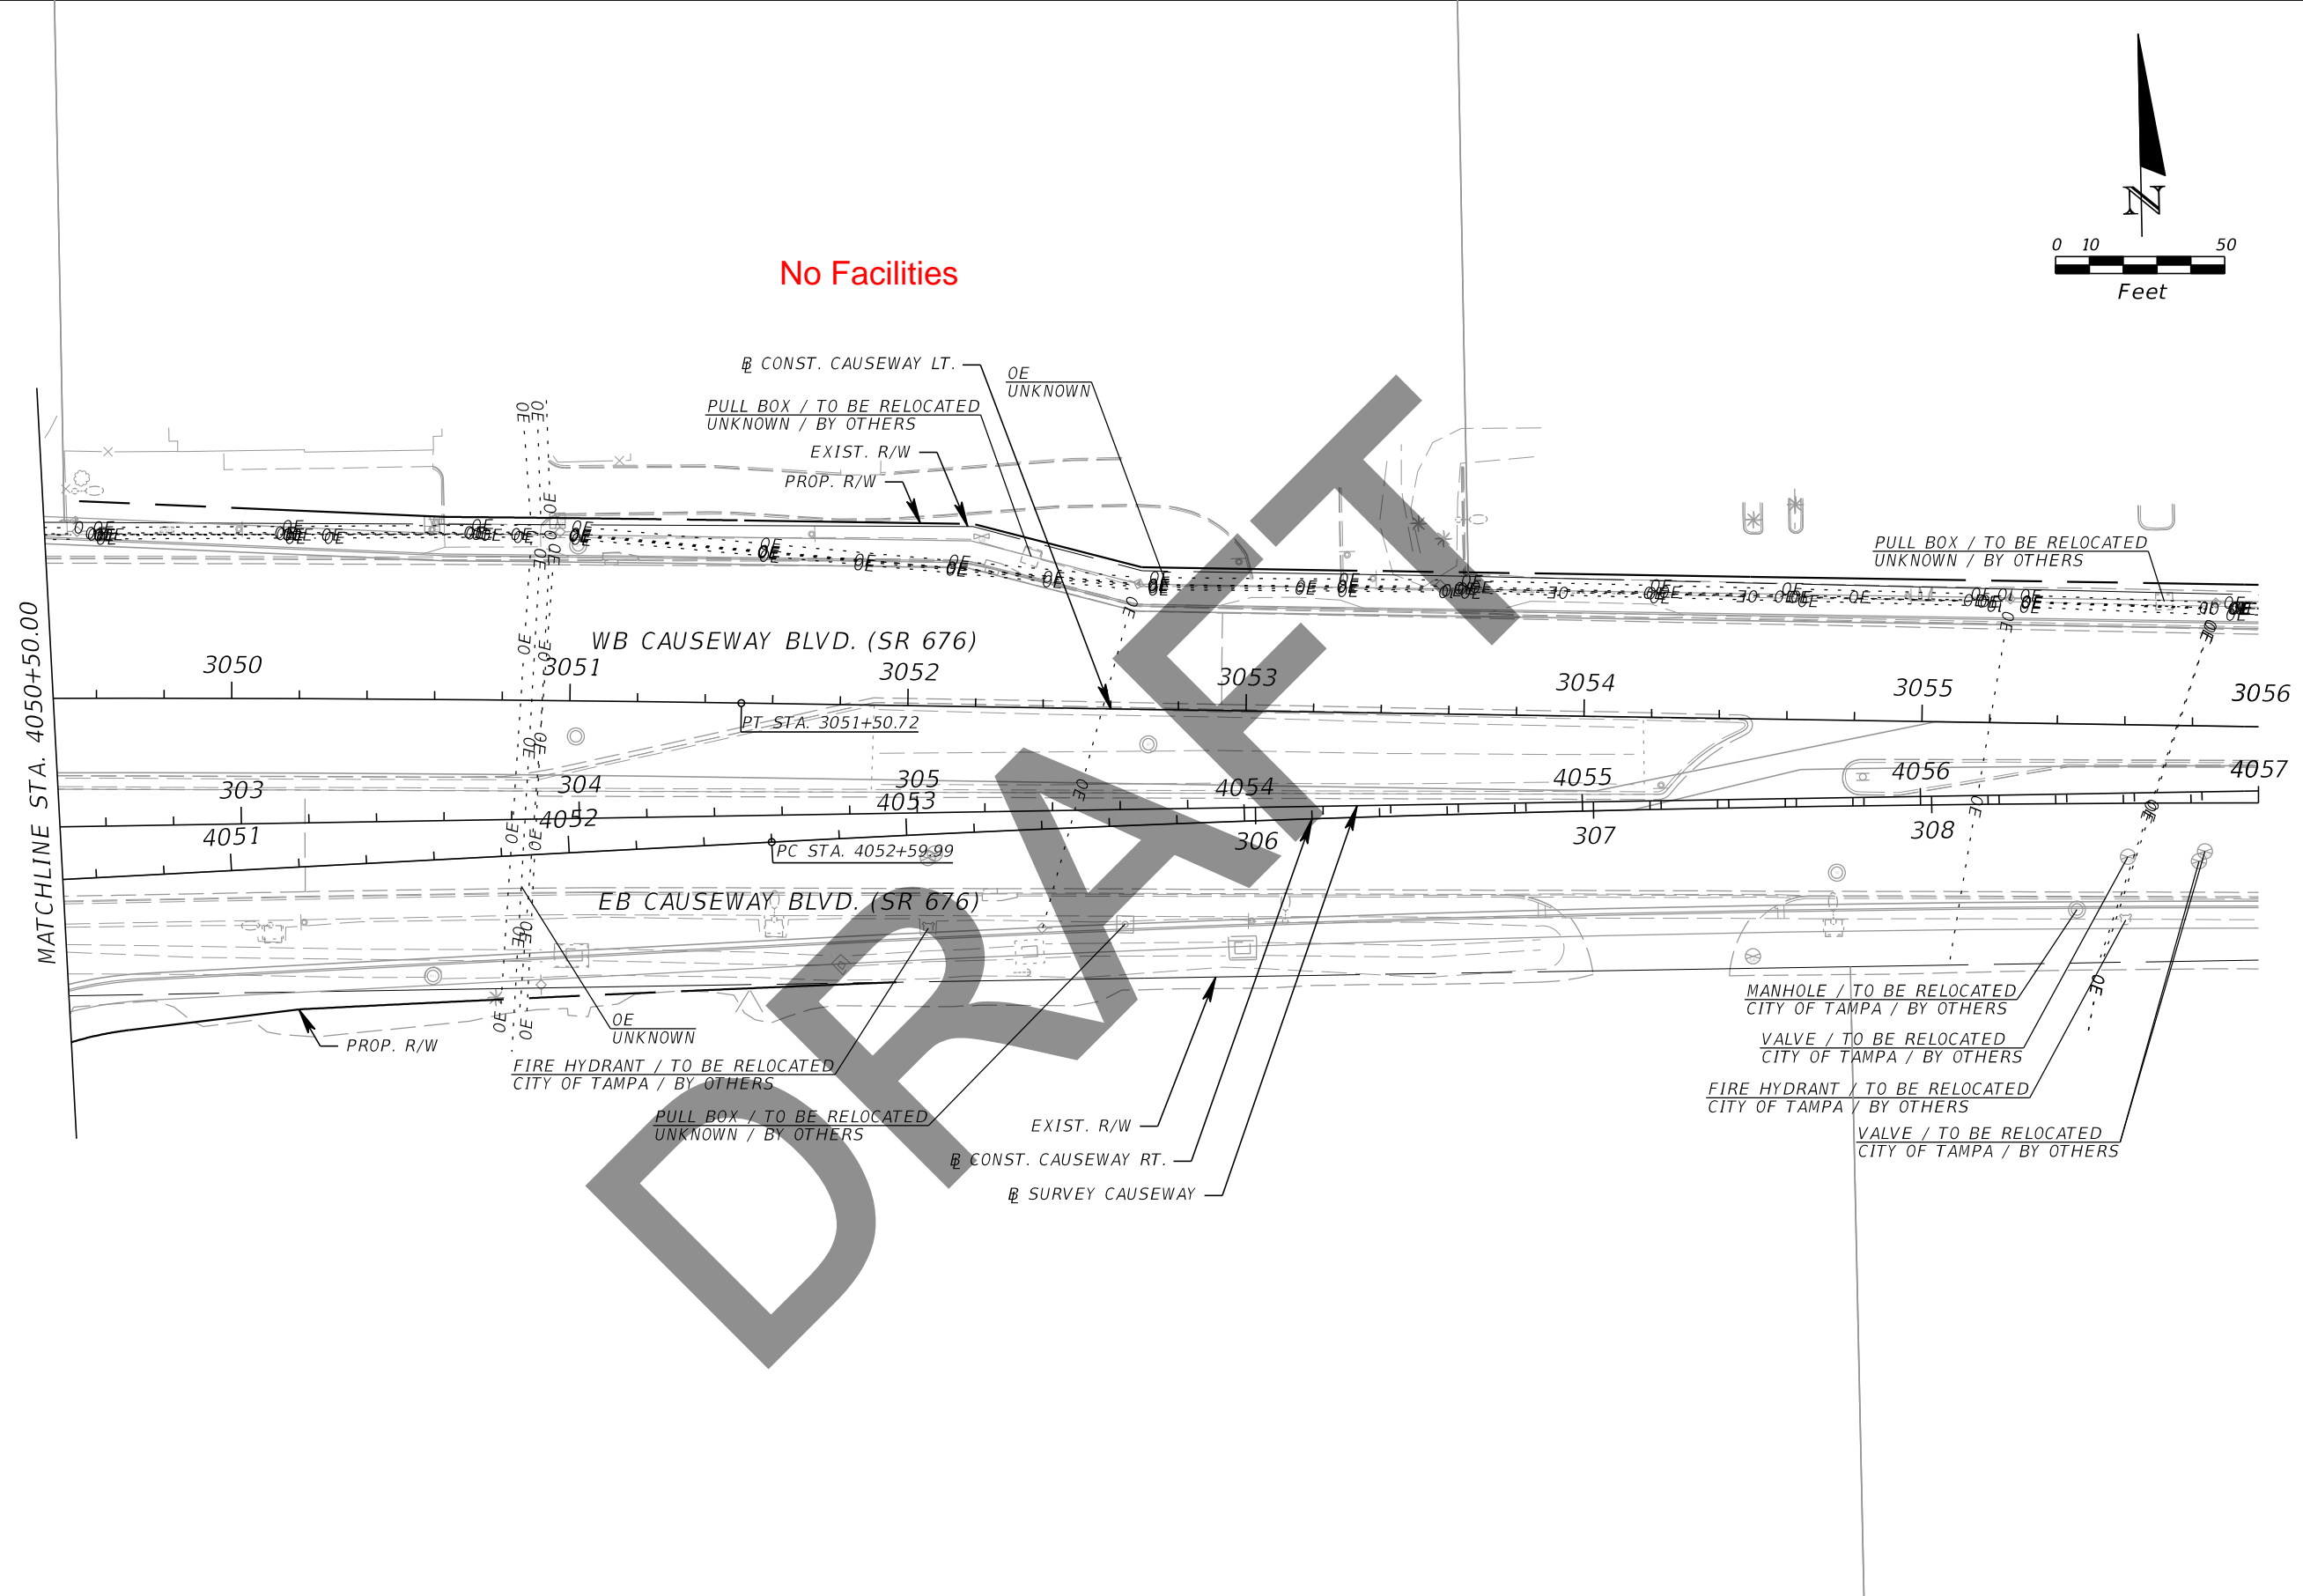 N
0 10 50
Feet
No Facilities
BL CONST. CAUSEWAY LT.
OE
UNKNOWN
PULL BOX / TO BE RELOCATED
UNKNOWN / BY OTHERS
EXIST. R/W
PROP. R/W
PULL BOX / TO BE RELOCATED
UNKNOWN / BY OTHERS
MATCHLINE STA. 4050+50.00
WB CAUSEWAY BLVD. (SR 676)
3050
3051
3052
3053
3054
3055
3056
PT STA. 3051+50.72
303
304
305
306
307
308
4051
4052
4053
4054
4055
4056
4057
PC STA. 4052+59.99
EB CAUSEWAY BLVD. (SR 676)
DRAFT
OE
UNKNOWN
PROP. R/W
FIRE HYDRANT / TO BE RELOCATED
CITY OF TAMPA / BY OTHERS
PULL BOX / TO BE RELOCATED
UNKNOWN / BY OTHERS
EXIST. R/W
BL CONST. CAUSEWAY RT.
BL SURVEY CAUSEWAY
MANHOLE / TO BE RELOCATED
CITY OF TAMPA / BY OTHERS
VALVE / TO BE RELOCATED
CITY OF TAMPA / BY OTHERS
FIRE HYDRANT / TO BE RELOCATED
CITY OF TAMPA / BY OTHERS
VALVE / TO BE RELOCATED
CITY OF TAMPA / BY OTHERS